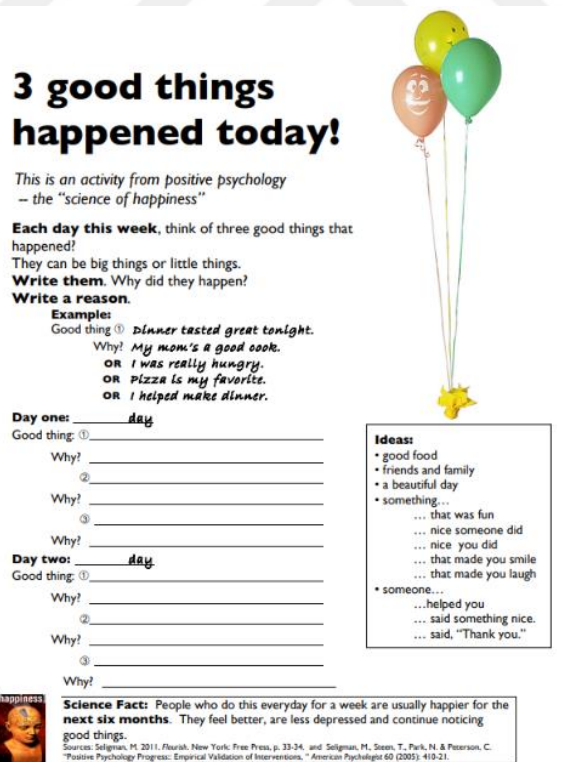 3 good things
happened today!
This is an activity from positive psychology
-- the “science of happiness”
Each day this week, think of three good things that
happened?
They can be big things or little things.
Write them. Why did they happen?
Write a reason.
Example:
Good thing ① Dinner tasted great tonight.
Why? My mom's a good cook.
OR I was really hungry.
OR Pizza is my favorite.
OR I helped make dinner.
Day one: ______day
Good thing: ①
Why?
②
Why?
③
Why?
Day two: ______day
Good thing: ①
Why?
②
Why?
③
Why?
Ideas:
• good food
• friends and family
• a beautiful day
• something...
... that was fun
... nice someone did
... nice you did
... that made you smile
... that made you laugh
• someone...
...helped you
... said something nice.
... said, “Thank you.”
happiness
Science Fact: People who do this everyday for a week are usually happier for the
next six months. They feel better, are less depressed and continue noticing
good things.
Sources: Seligman, M. 2011, Flourish. New York: Free Press, p. 33-34, and Seligman, M., Steen, T., Park, N. & Peterson, C.
"Positive Psychology Progress: Empirical Validation of Interventions, " American Psychologist 60 (2005): 410-21.